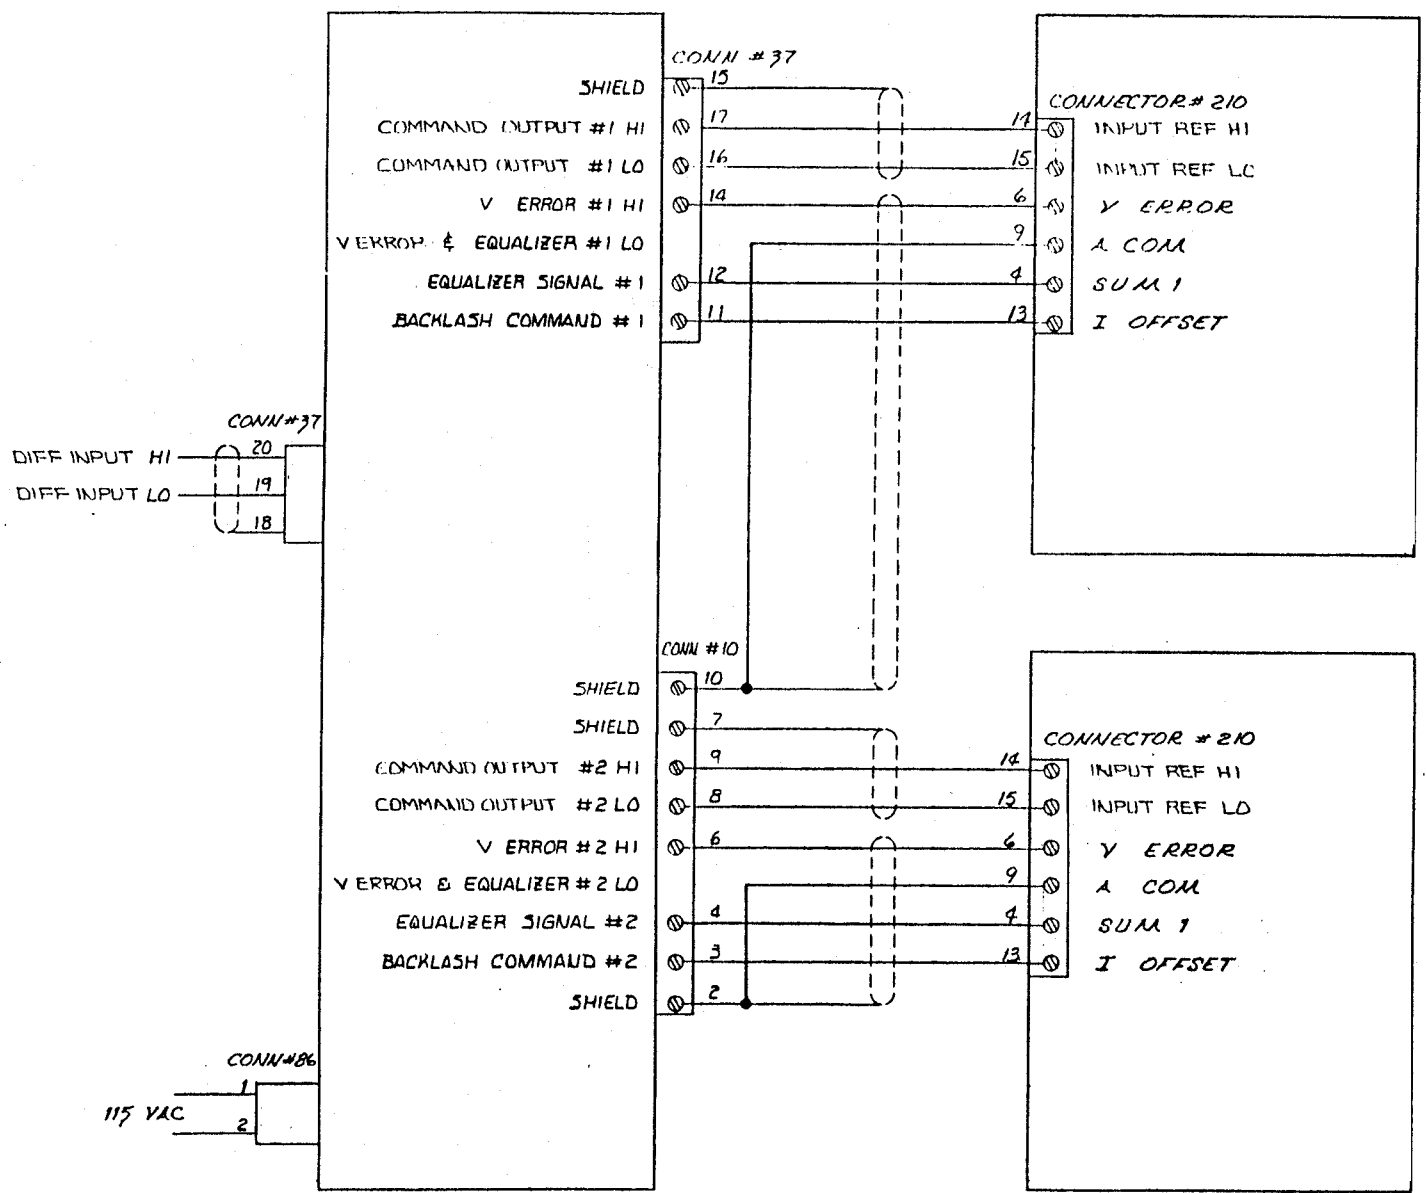 CONN #37
SHIELD 15
COMMAND OUTPUT #1 HI 17
COMMAND OUTPUT #1 LO 16
V ERROR #1 HI 14
V ERROR & EQUALIZER #1 LO
EQUALIZER SIGNAL #1 12
BACKLASH COMMAND #1 11
CONNECTOR #210
14 INPUT REF HI
15 INPUT REF LO
6 V ERROR
9 A COM
4 SUM 1
13 I OFFSET
CONN #37
DIFF INPUT HI 20
DIFF INPUT LO 19
18
CONN #10
SHIELD 10
SHIELD 7
COMMAND OUTPUT #2 HI 9
COMMAND OUTPUT #2 LO 8
V ERROR #2 HI 6
V ERROR & EQUALIZER #2 LO
EQUALIZER SIGNAL #2 4
BACKLASH COMMAND #2 3
SHIELD 2
CONNECTOR #210
14 INPUT REF HI
15 INPUT REF LO
6 V ERROR
9 A COM
4 SUM 1
13 I OFFSET
CONN #86
1
115 VAC
2